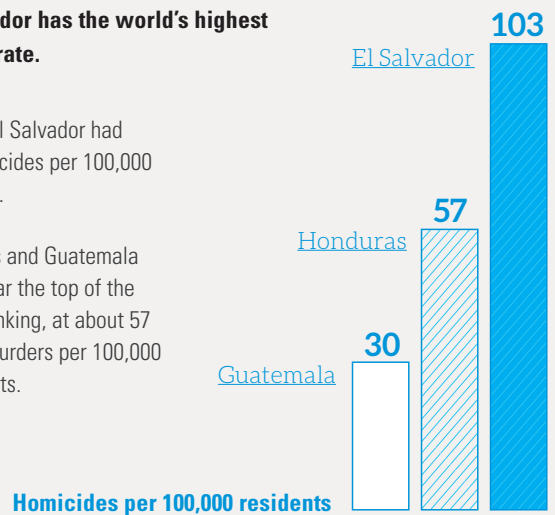 dor has the world's highest
rate.
l Salvador had
cides per 100,000
.
s and Guatemala
ar the top of the
nking, at about 57
urders per 100,000
ts.
103
El Salvador
57
Honduras
30
Guatemala
Homicides per 100,000 residents